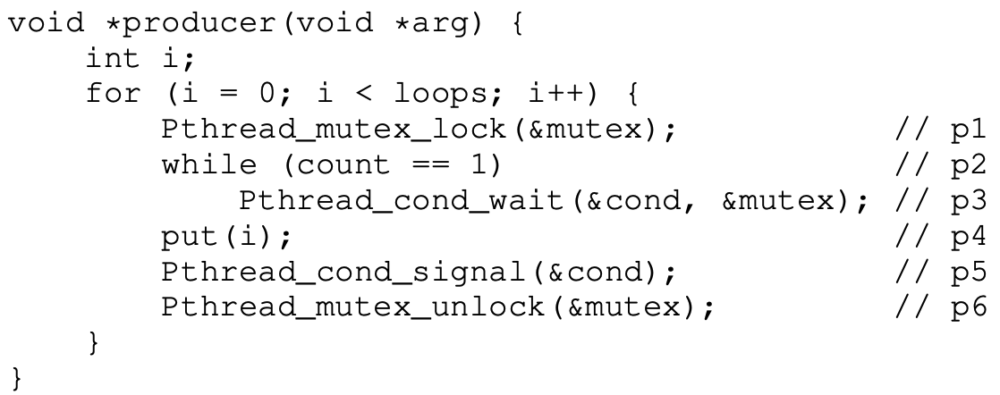 void *producer(void *arg) {
    int i;
    for (i = 0; i < loops; i++) {
        Pthread_mutex_lock(&mutex);           // p1
        while (count == 1)                    // p2
            Pthread_cond_wait(&cond, &mutex); // p3
        put(i);                               // p4
        Pthread_cond_signal(&cond);           // p5
        Pthread_mutex_unlock(&mutex);         // p6
    }
}